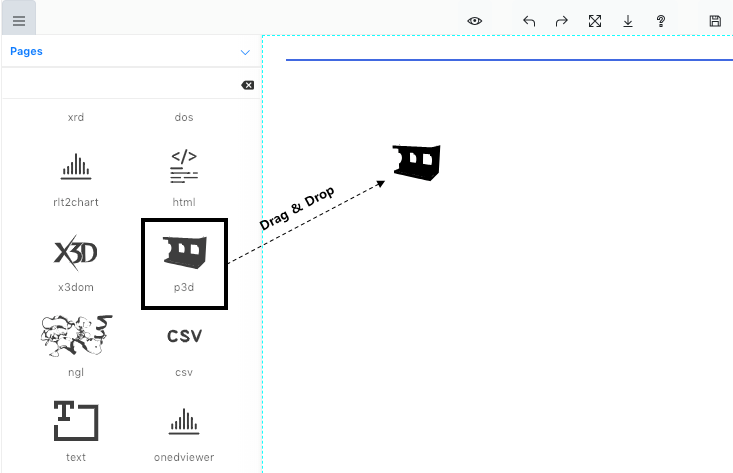 Pages
xrd
dos
rlt2chart
</>
html
X3D
x3dom
p3d
Drag & Drop
ngl
CSV
csv
T
text
onedviewer
?